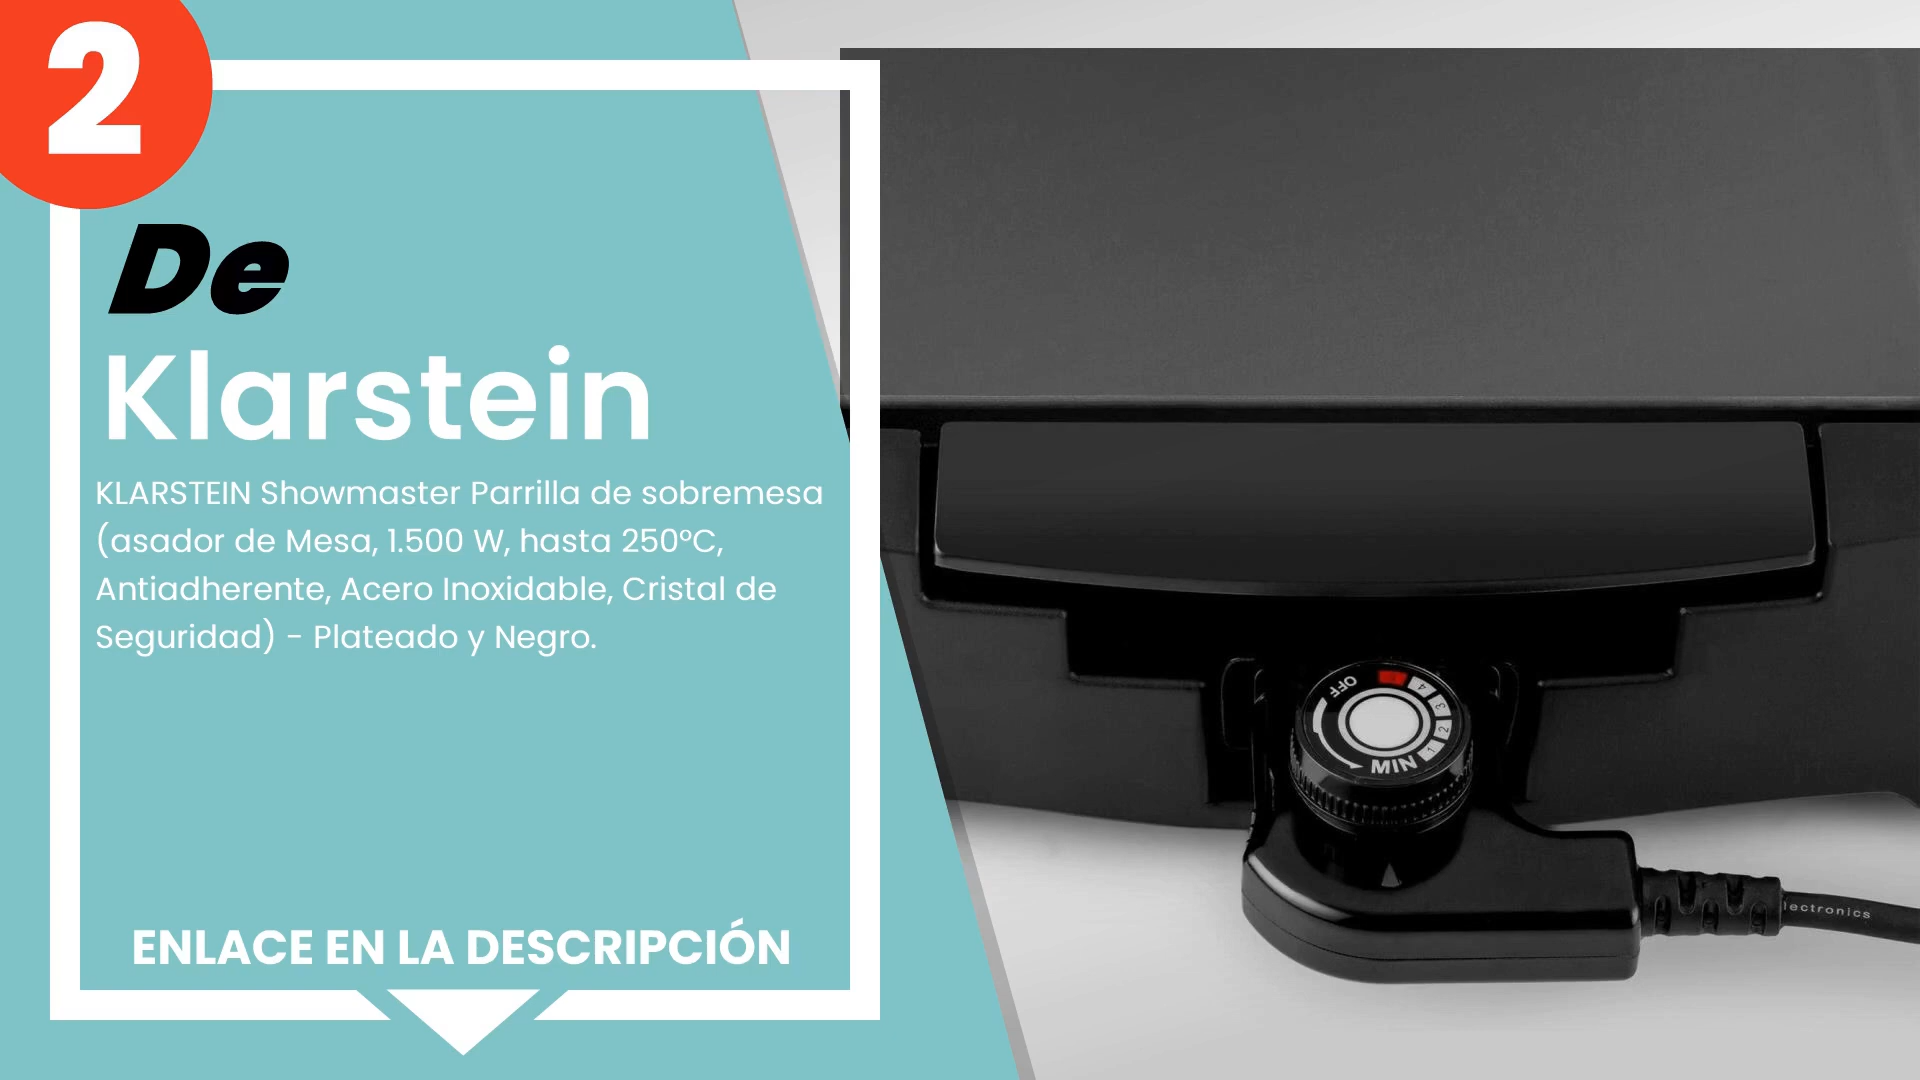 2
De
Klarstein
KLARSTEIN Showmaster Parrilla de sobremesa
(asador de Mesa, 1.500 W, hasta 250°C,
Antiadherente, Acero Inoxidable, Cristal de
Seguridad) - Plateado y Negro.
ENLACE EN LA DESCRIPCIÓN
OFF
4
3
2
1
MIN
lectronics